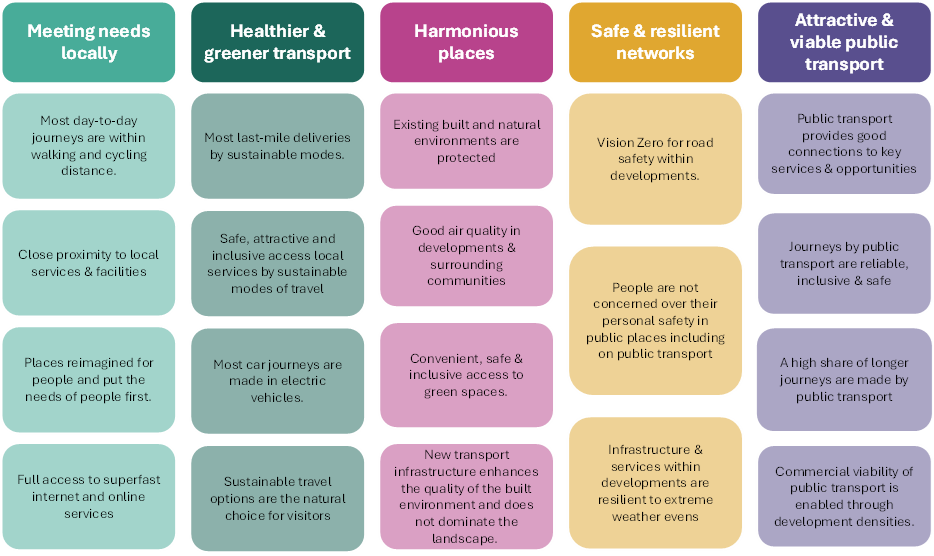 Meeting needs
locally
Most day-to-day
journeys are within
walking and cycling
distance.
Close proximity to local
services & facilities
Places reimagined for
people and put the
needs of people first.
Full access to superfast
internet and online
services
Healthier &
greener transport
Most last-mile deliveries
by sustainable modes.
Safe, attractive and
inclusive access local
services by sustainable
modes of travel
Most car journeys are
made in electric
vehicles.
Sustainable travel
options are the natural
choice for visitors
Harmonious
places
Existing built and natural
environments are
protected
Good air quality in
developments &
surrounding
communities
Convenient, safe &
inclusive access to
green spaces.
New transport
infrastructure enhances
the quality of the built
environment and does
not dominate the
landscape.
Safe & resilient
networks
Vision Zero for road
safety within
developments.
People are not
concerned over their
personal safety in
public places including
on public transport
Infrastructure &
services within
developments are
resilient to extreme
weather evens
Attractive &
viable public
transport
Public transport
provides good
connections to key
services & opportunities
Journeys by public
transport are reliable,
inclusive & safe
A high share of longer
journeys are made by
public transport
Commercial viability of
public transport is
enabled through
development densities.